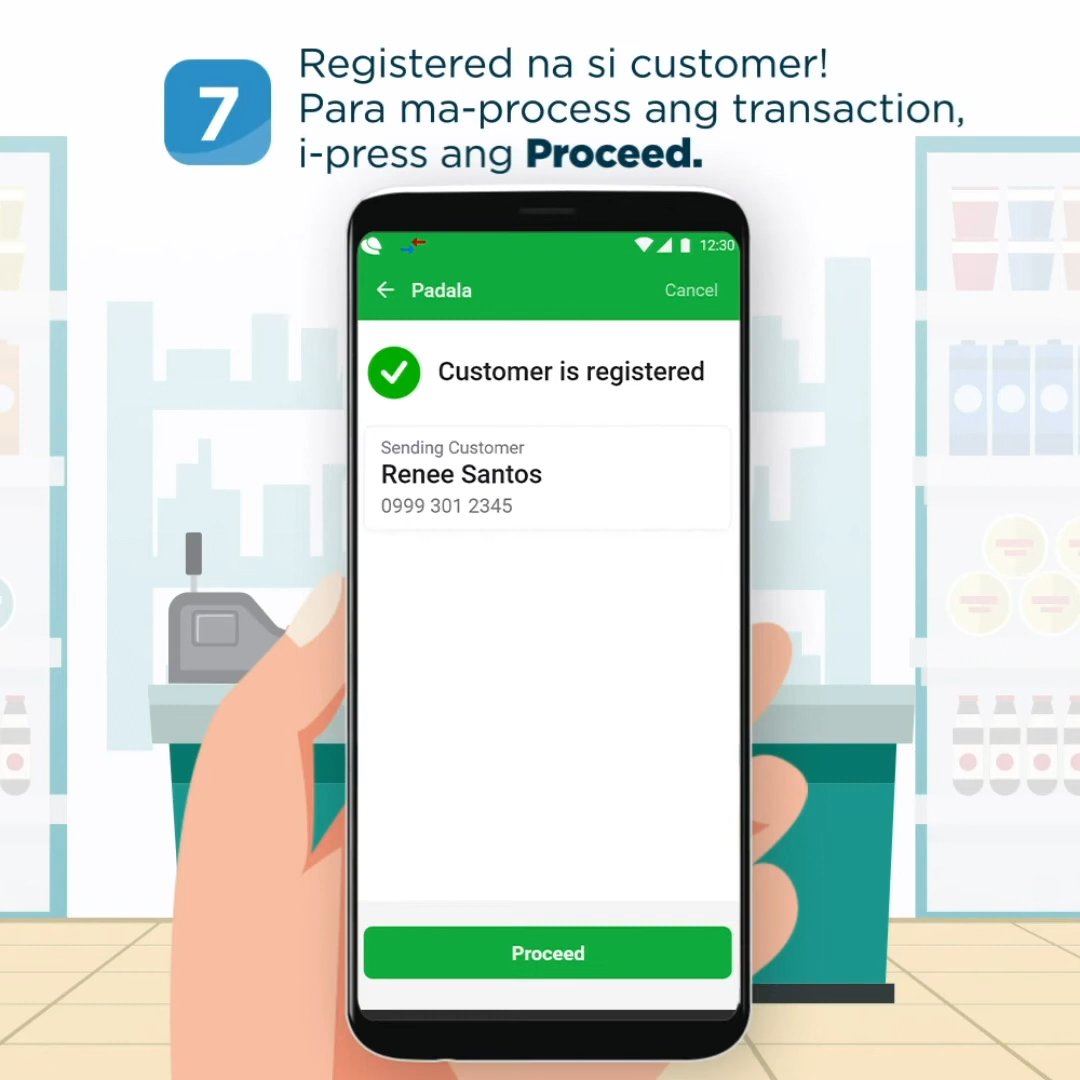 7
Registered na si customer!
Para ma-process ang transaction,
i-press ang Proceed.
12:30
Padala
Cancel
Customer is registered
Sending Customer
Renee Santos
0999 301 2345
Proceed